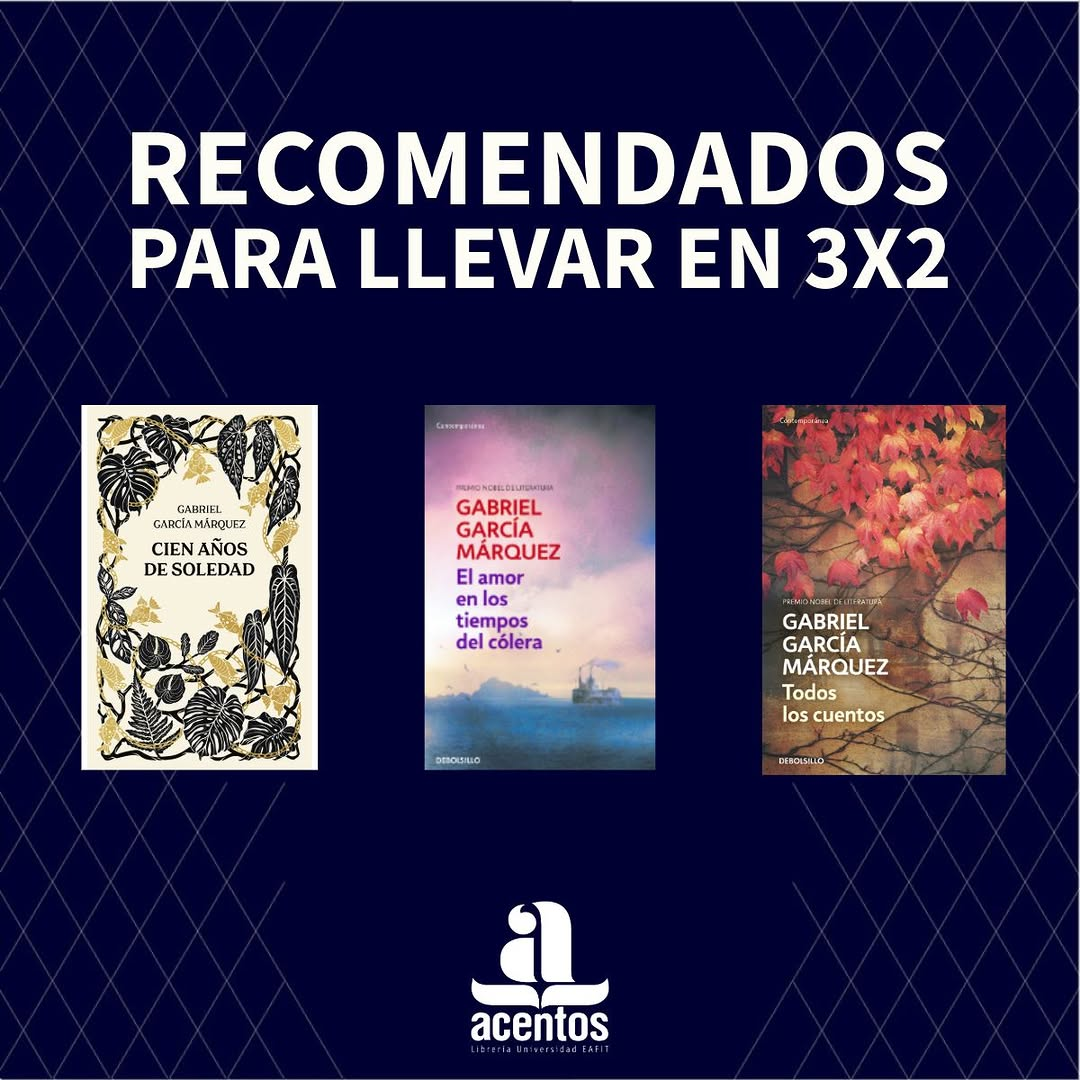 RECOMENDADOS
PARA LLEVAR EN 3X2
GABRIEL
GARCÍA MÁRQUEZ
CIEN AÑOS
DE SOLEDAD
Contemporánea
PREMIO NOBEL DE LITERATURA
GABRIEL
GARCÍA
MÁRQUEZ
El amor
en los
tiempos
del cólera
DEBOLSILLO
Contemporánea
PREMIO NOBEL DE LITERATURA
GABRIEL
GARCÍA
MÁRQUEZ
Todos
los cuentos
DEBOLSILLO
a
acentos
Librería Universidad EAFIT